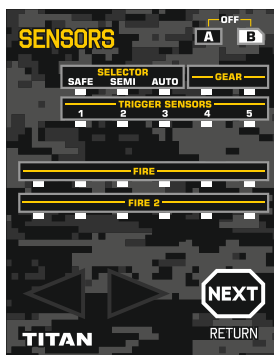 OFF
SENSORS A B
SELECTOR
SAFE SEMI AUTO GEAR
TRIGGER SENSORS
1 2 3 4 5
FIRE
FIRE 2
NEXT
TITAN RETURN